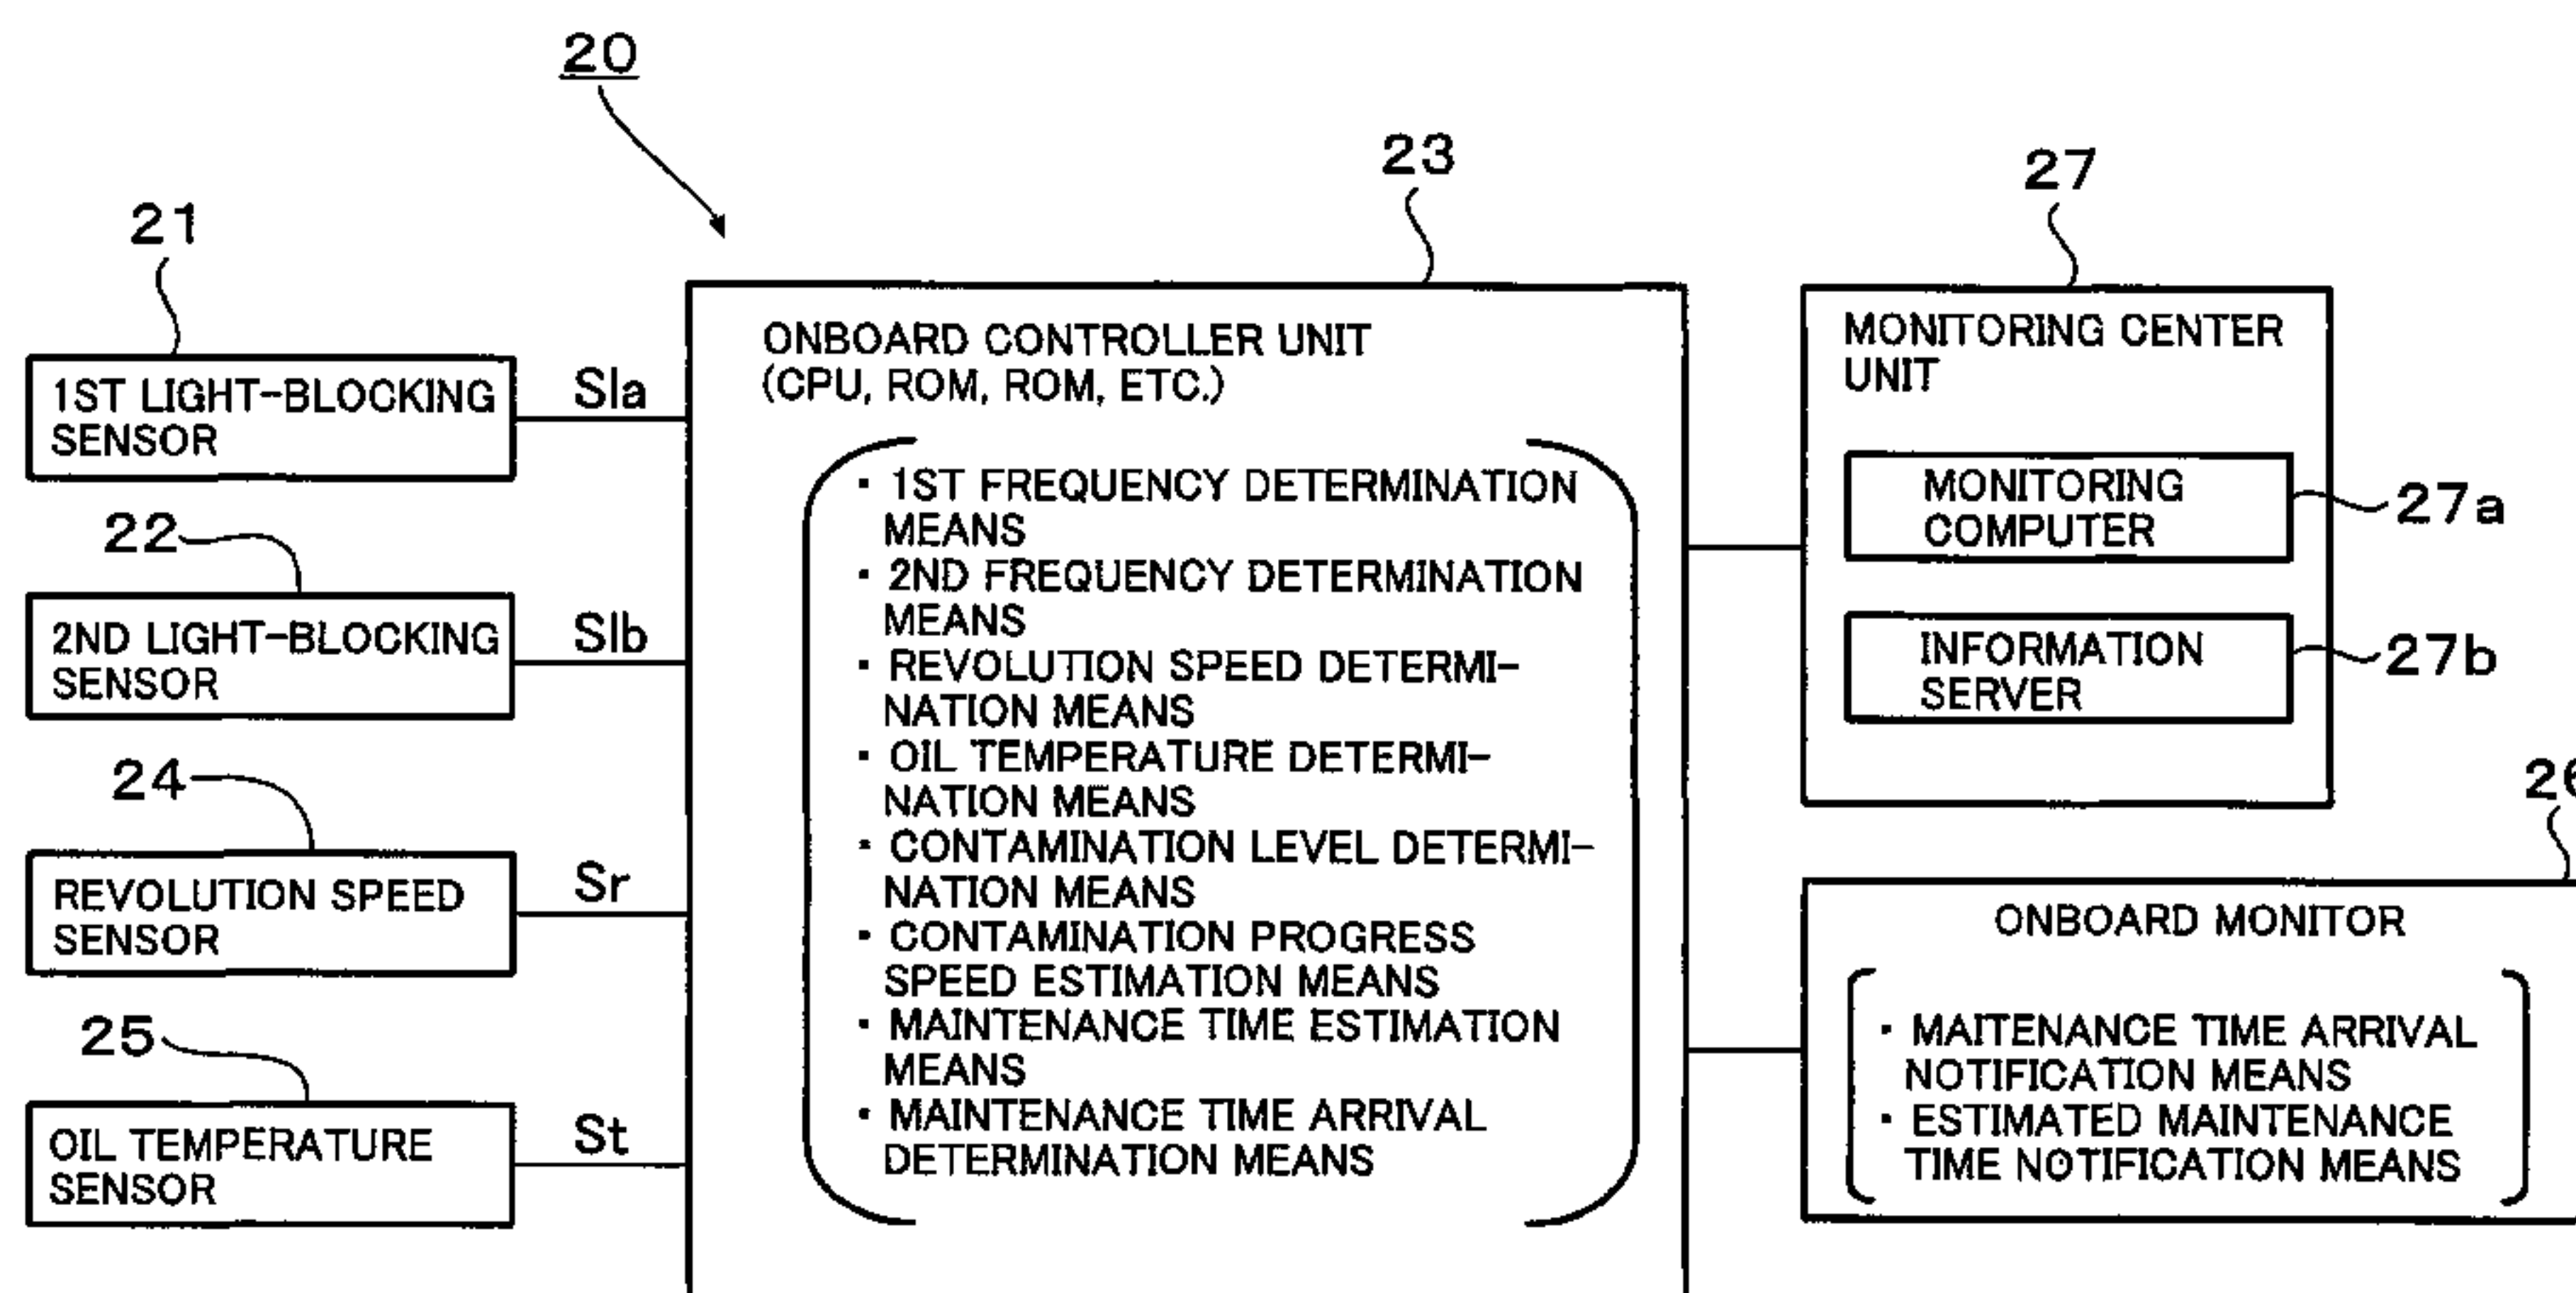 20
21
1ST LIGHT-BLOCKING
SENSOR
Sla
22
2ND LIGHT-BLOCKING
SENSOR
Slb
24
REVOLUTION SPEED
SENSOR
Sr
25
OIL TEMPERATURE
SENSOR
St
23
ONBOARD CONTROLLER UNIT
(CPU, ROM, ROM, ETC.)
· 1ST FREQUENCY DETERMINATION
MEANS
· 2ND FREQUENCY DETERMINATION
MEANS
· REVOLUTION SPEED DETERMI-
NATION MEANS
· OIL TEMPERATURE DETERMI-
NATION MEANS
· CONTAMINATION LEVEL DETERMI-
NATION MEANS
· CONTAMINATION PROGRESS
SPEED ESTIMATION MEANS
· MAINTENANCE TIME ESTIMATION
MEANS
· MAINTENANCE TIME ARRIVAL
DETERMINATION MEANS
27
MONITORING CENTER
UNIT
MONITORING
COMPUTER
27a
INFORMATION
SERVER
27b
26
ONBOARD MONITOR
· MAITENANCE TIME ARRIVAL
NOTIFICATION MEANS
· ESTIMATED MAINTENANCE
TIME NOTIFICATION MEANS